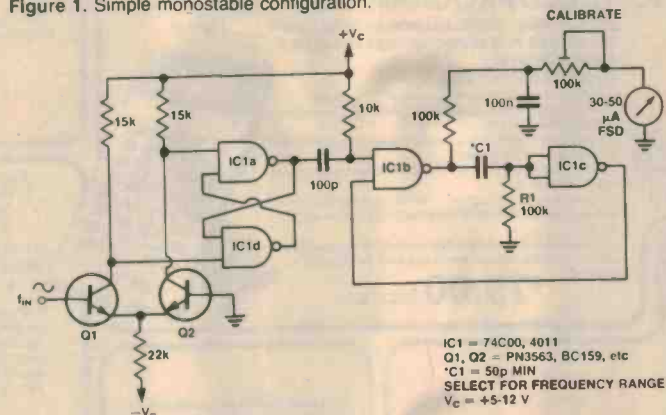 Figure 1. Simple monostable configuration.
CALIBRATE
+Vc
15k
15k
10k
100k
100n
100k
30-50
μA
FSD
IC1a
100p
IC1b
*C1
IC1c
R1
100k
IC1d
fIN
Q1
Q2
22k
IC1 = 74C00, 4011
Q1, Q2 = PN3563, BC159, etc
*C1 = 50p MIN
SELECT FOR FREQUENCY RANGE
Vc = +5-12 V